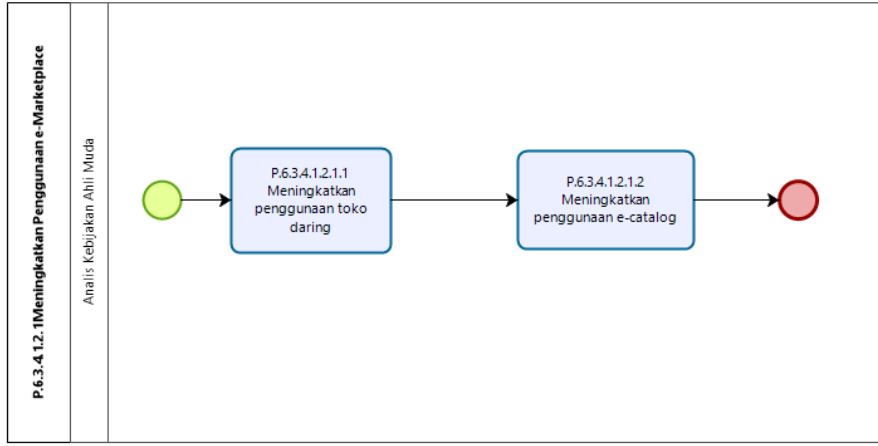 P.6.3.4.1.2.1Meningkatkan Penggunaan e-Marketplace
Analis Kebijakan Ahil Muda
P.6.3.4.1.2.1.1
Meningkatkan
penggunaan toko
daring
P.6.3.4.1.2.1.2
Meningkatkan
penggunaan e-catalog